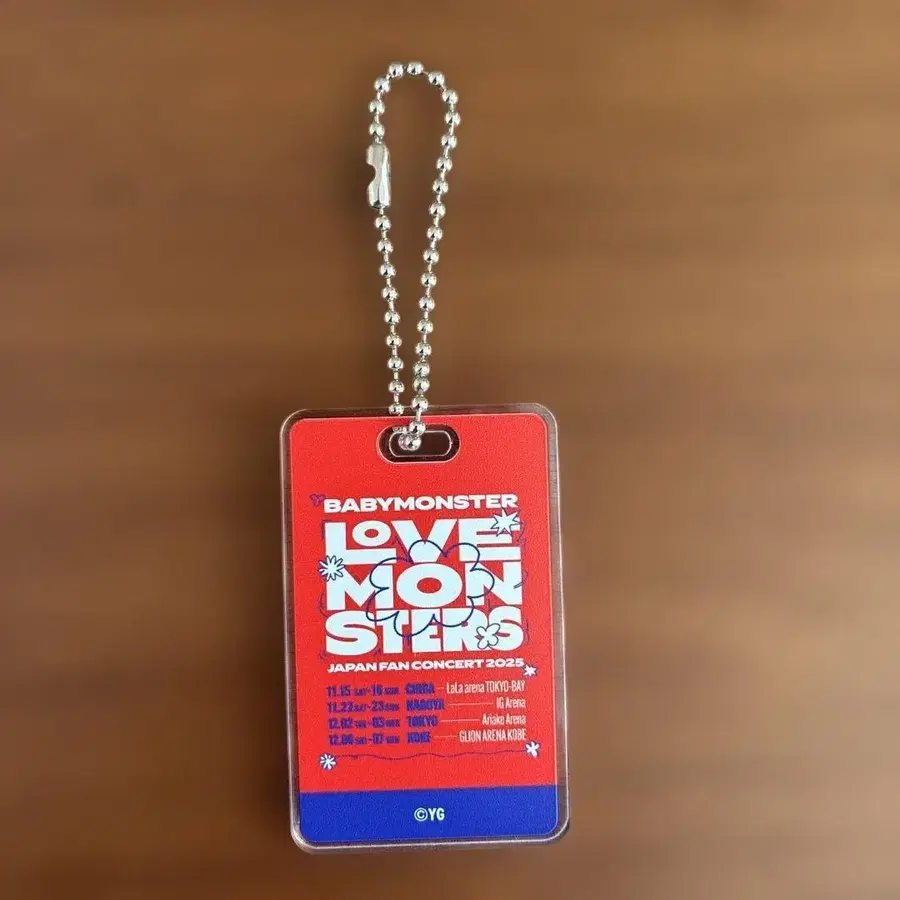 BABYMONSTER
LOVE
MON
STERS
JAPAN FAN CONCERT 2025
11.15 SAT-16 SUN CHIBA LaLa arena TOKYO-BAY
11.22 SAT-23 SUN NAGOYA IG Arena
12.02 TUE-03 WED TOKYO Ariake Arena
12.06 SAT-07 SUN KOBE GLION ARENA KOBE
©YG